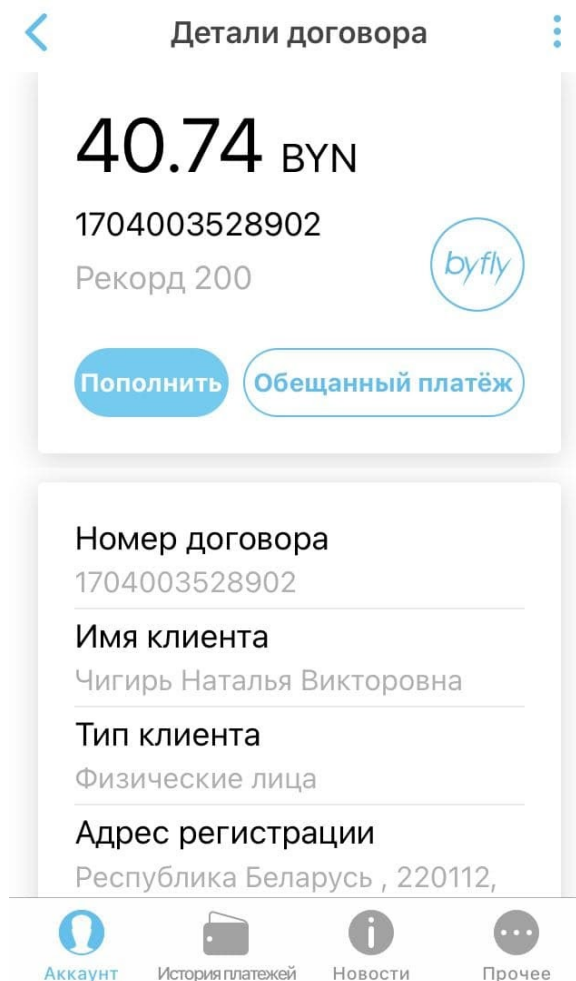 Детали договора
40.74 BYN
1704003528902
Рекорд 200
byfly
Пополнить
Обещанный платёж
Номер договора
1704003528902
Имя клиента
Чигирь Наталья Викторовна
Тип клиента
Физические лица
Адрес регистрации
Республика Беларусь , 220112,
Аккаунт
История платежей
Новости
Прочее